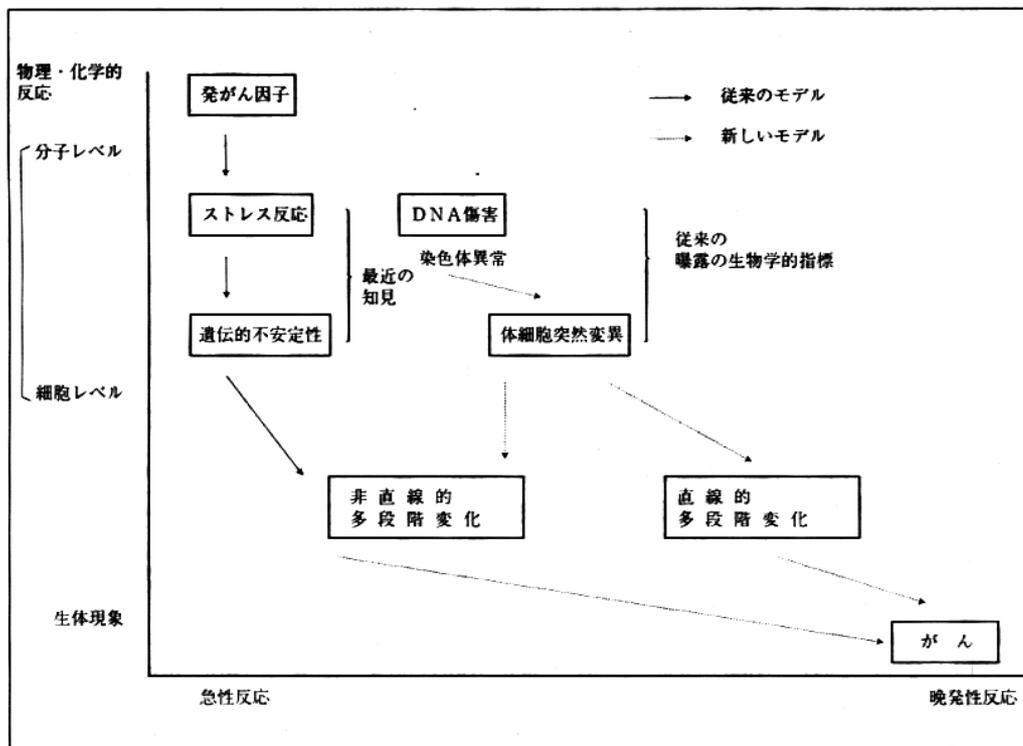 物理・化学的
反応
発がん因子
従来のモデル
新しいモデル
分子レベル
ストレス反応
DNA傷害
染色体異常
最近の
知見
従来の
曝露の生物学的指標
遺伝的不安定性
体細胞突然変異
細胞レベル
非直線的
多段階変化
直線的
多段階変化
生体現象
がん
急性反応
晩発性反応